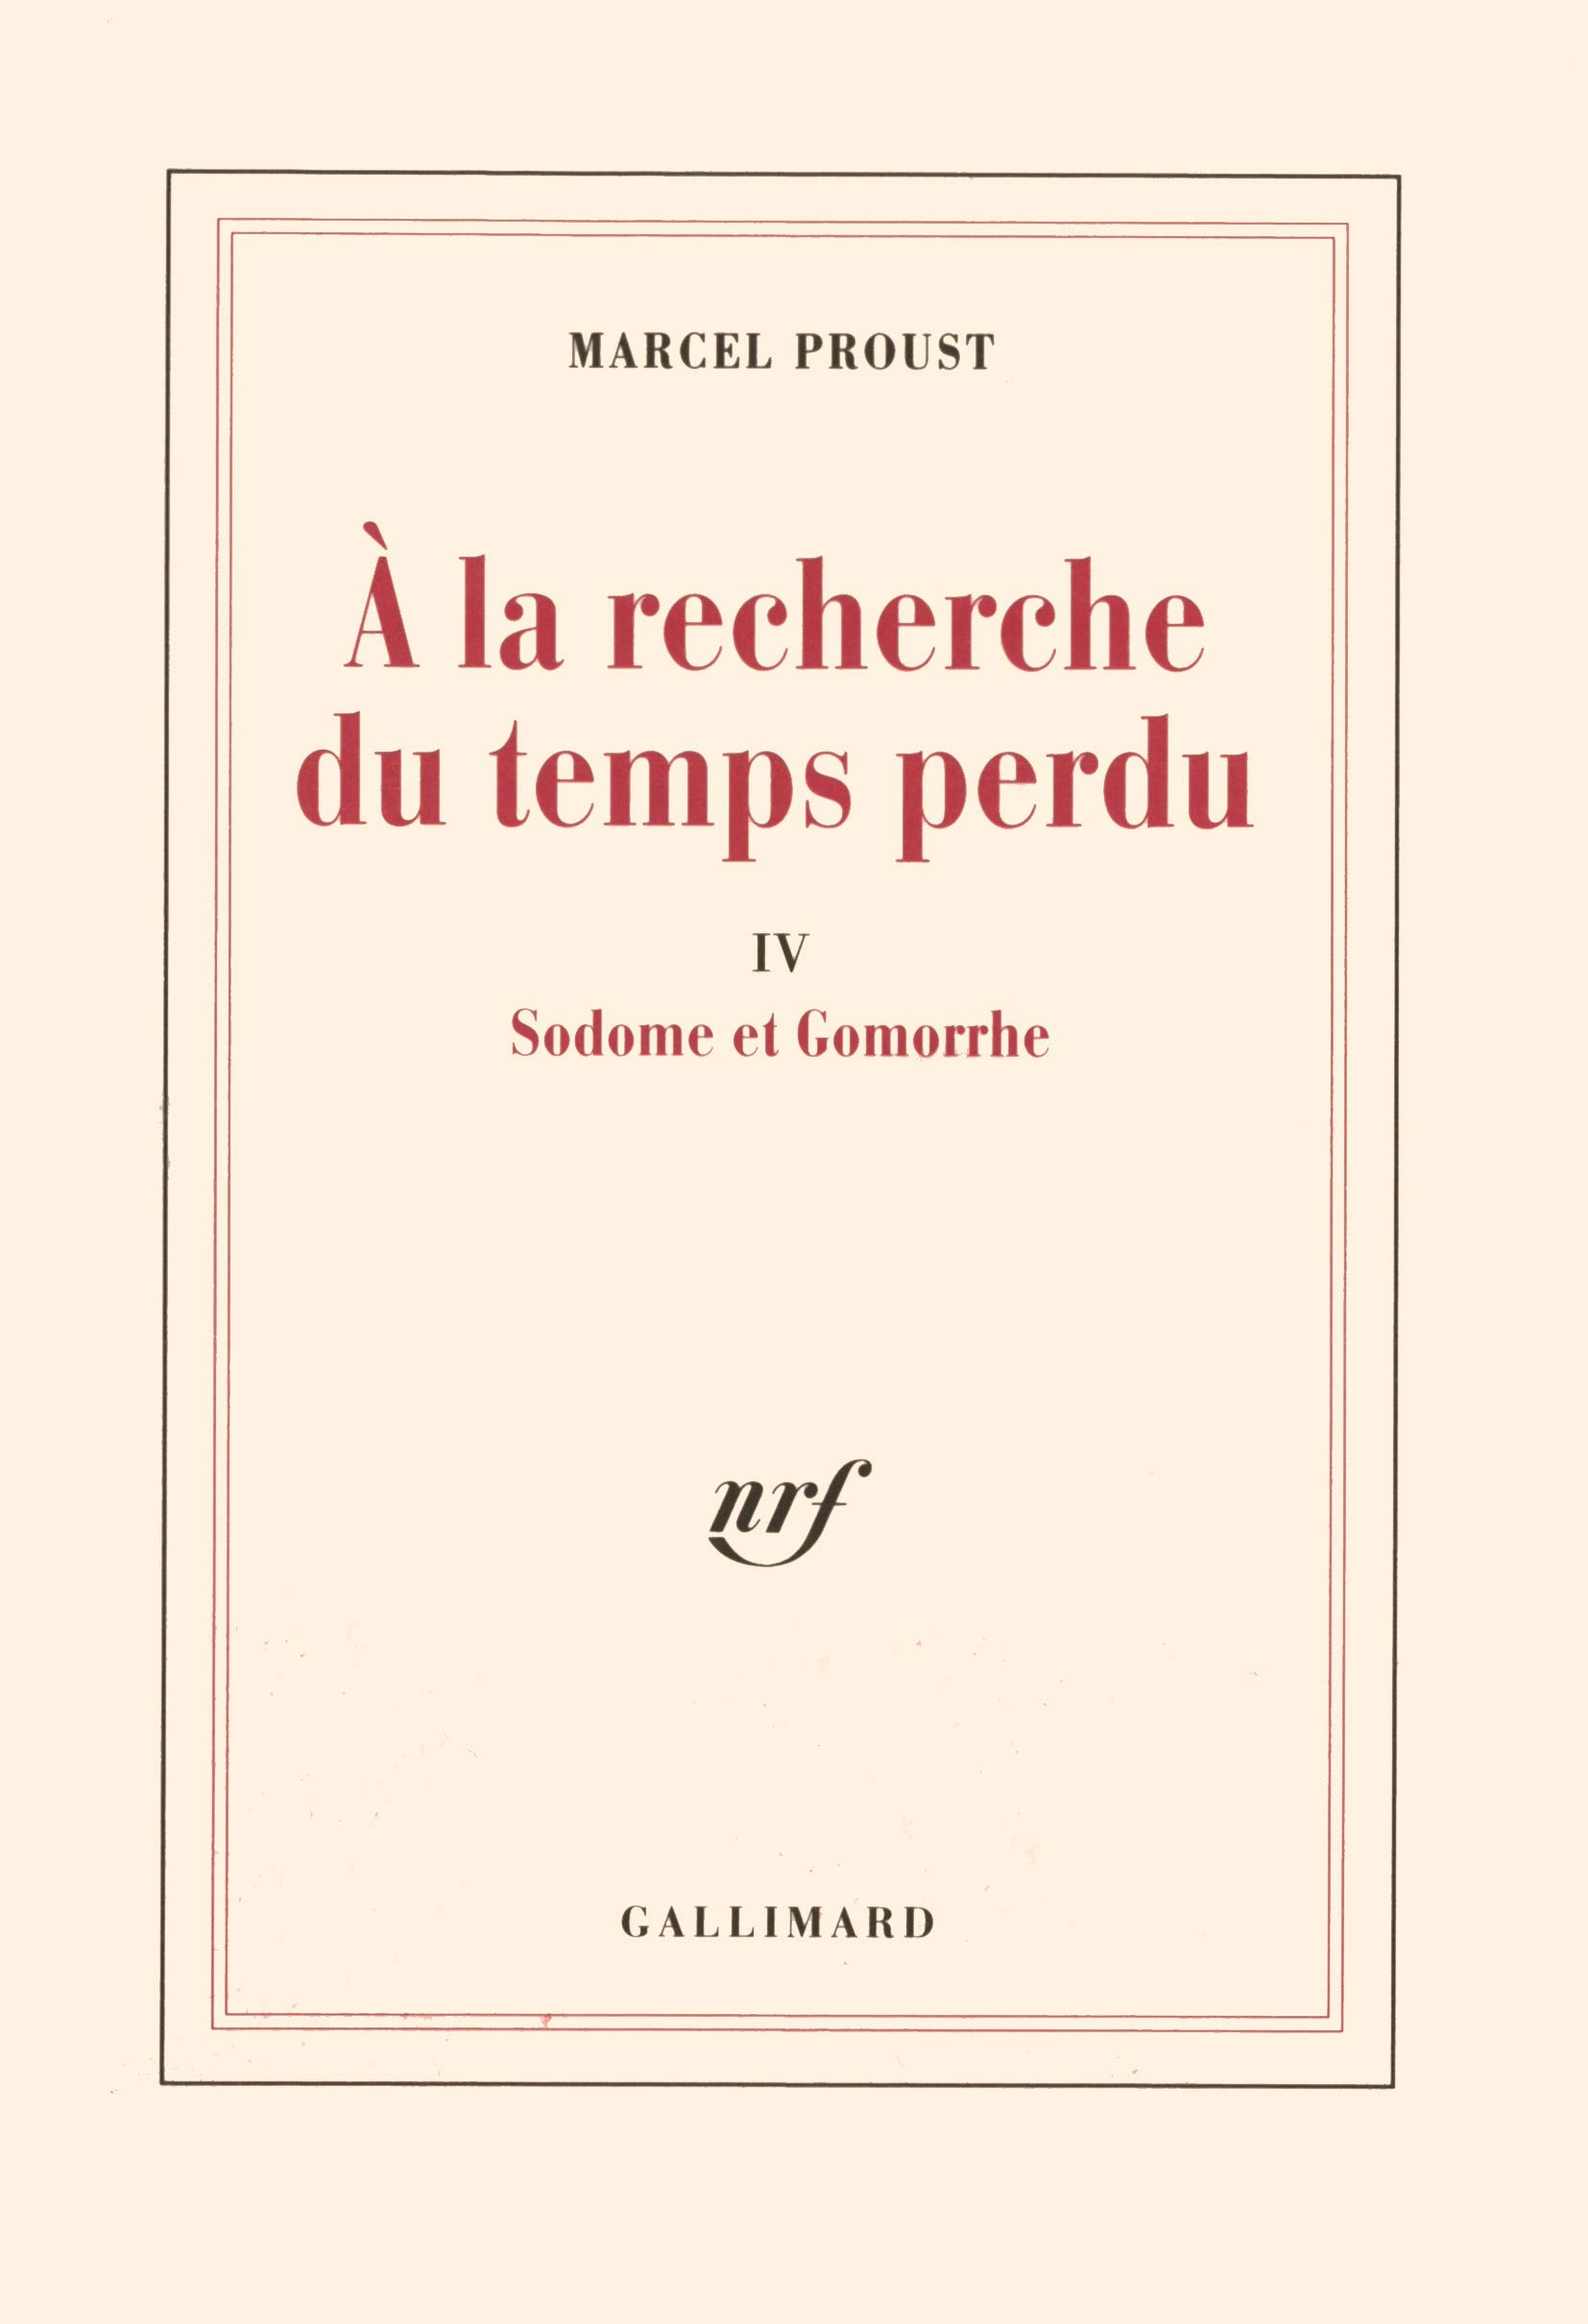 MARCEL PROUST
À la recherche
du temps perdu
IV
Sodome et Gomorrhe
nrf
GALLIMARD